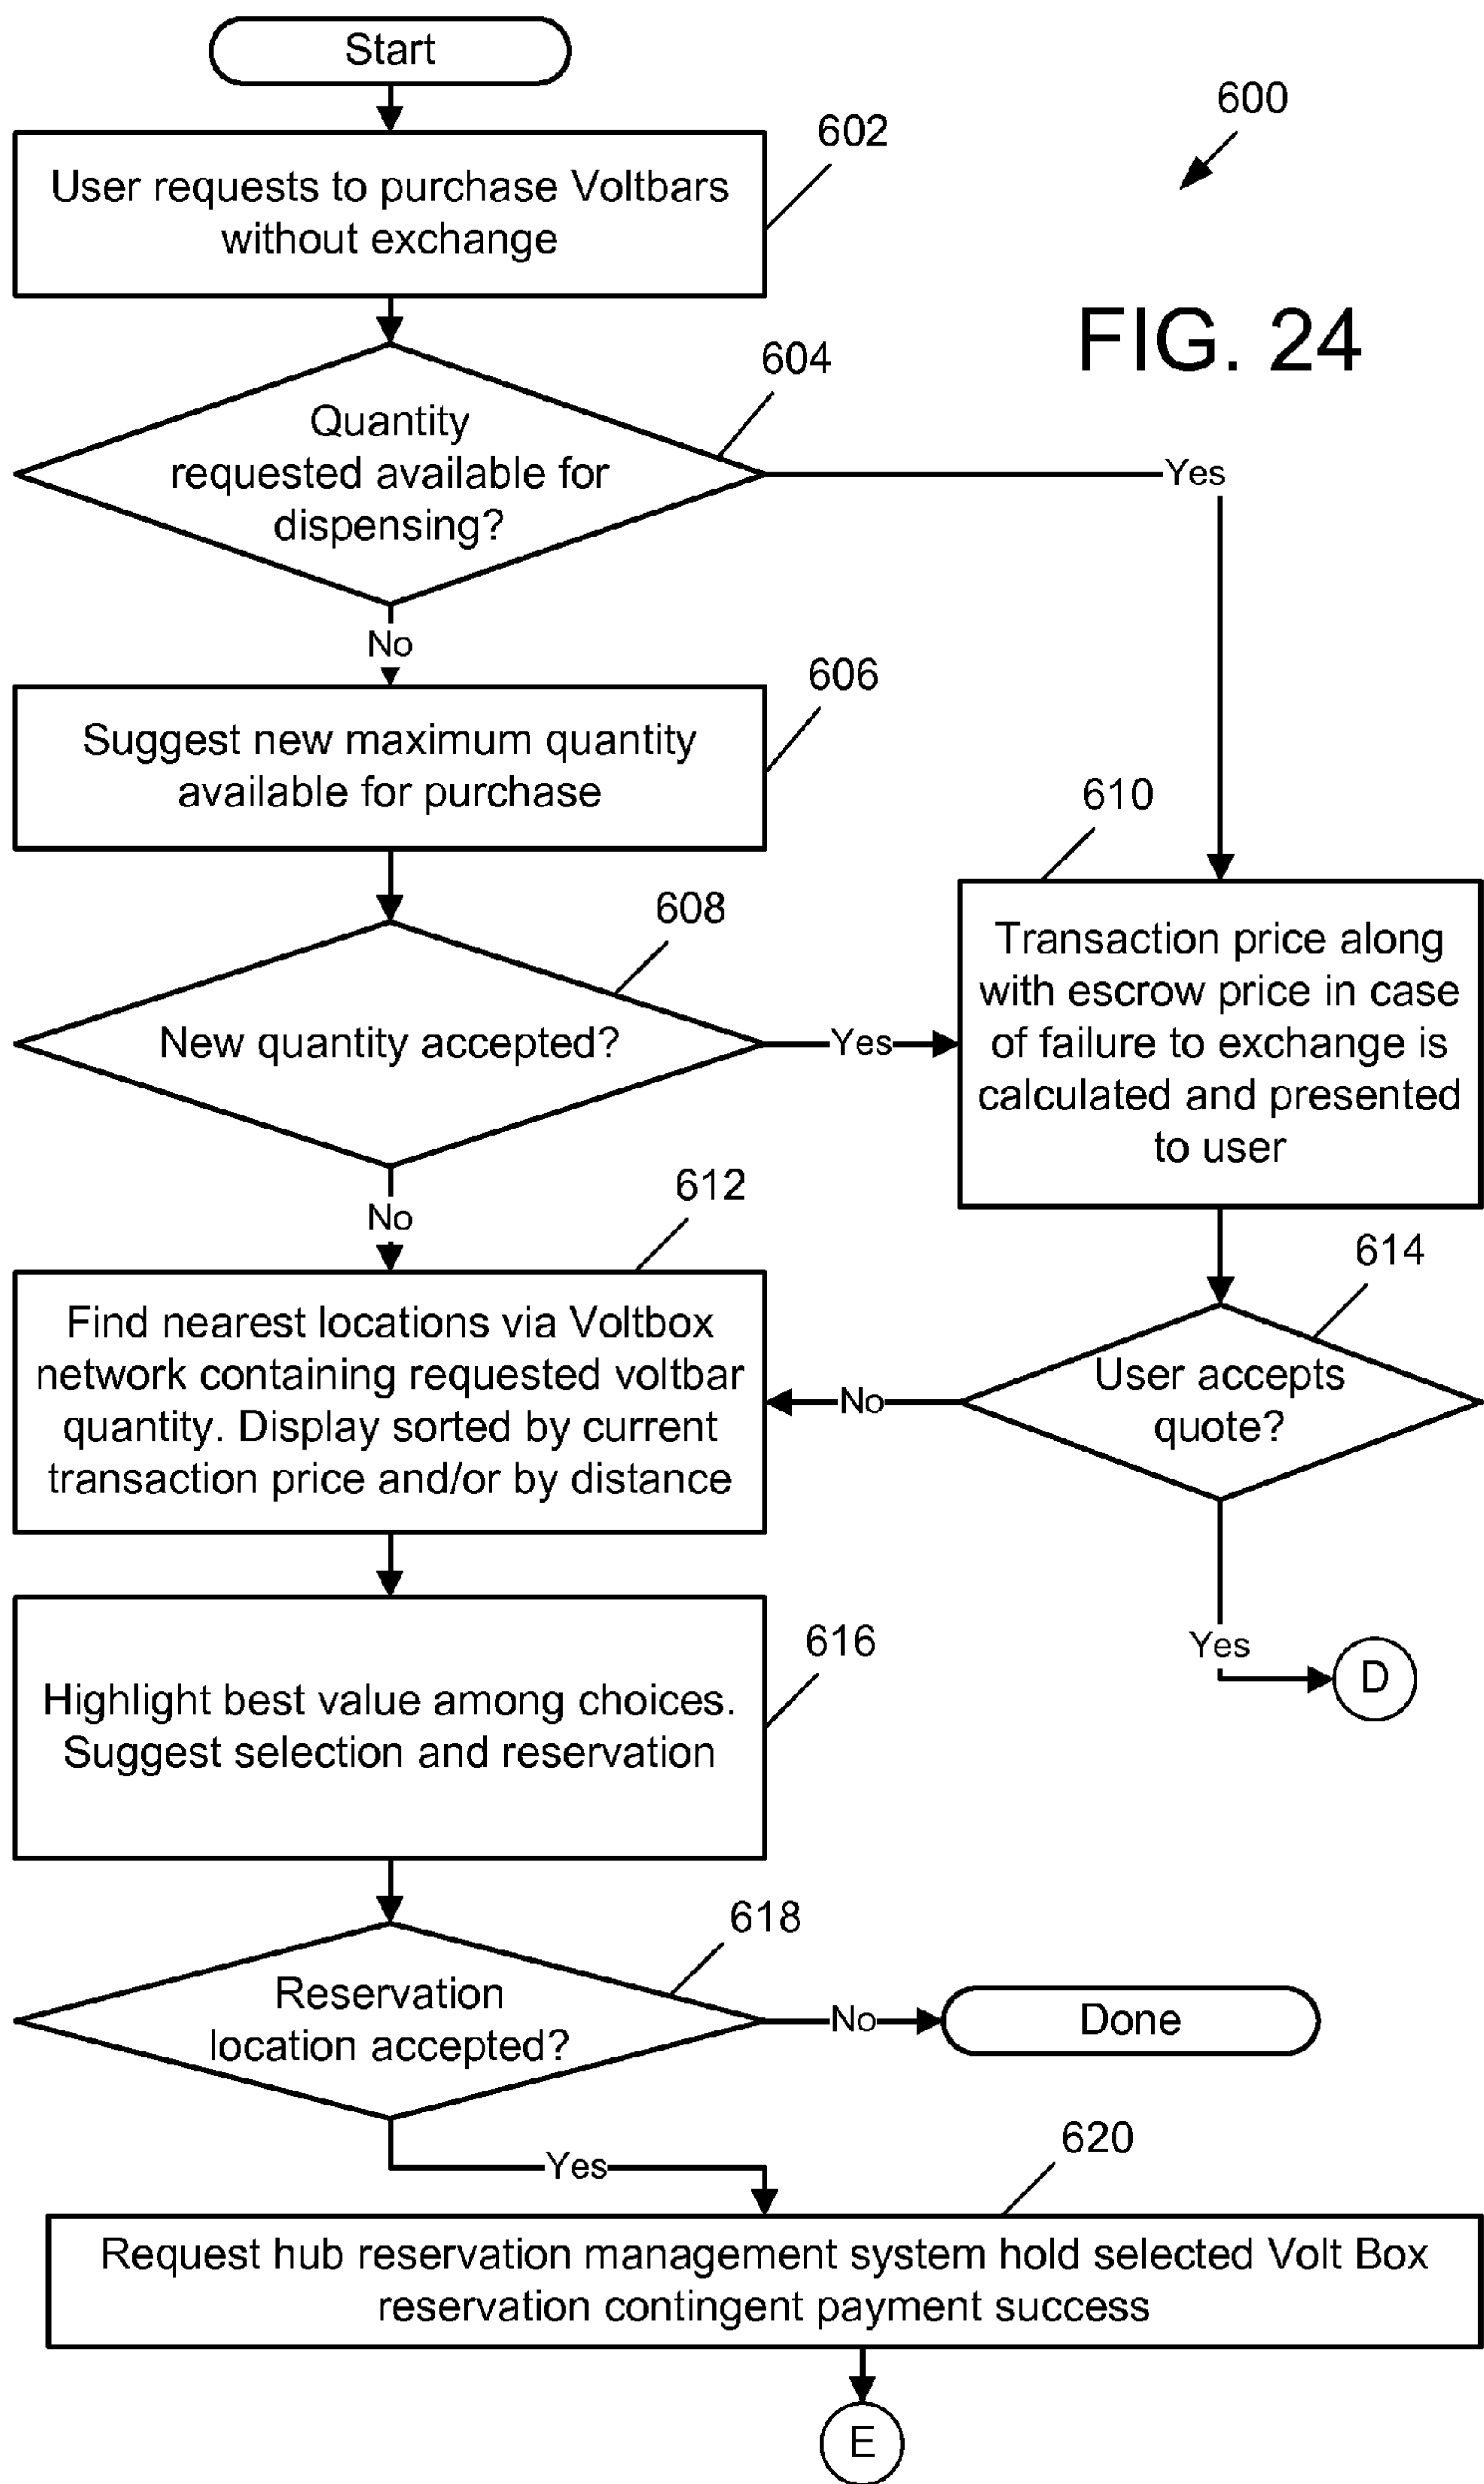 Start
600
602
User requests to purchase Voltbars
without exchange
FIG. 24
604
Quantity
requested available for
dispensing?
Yes
No
606
Suggest new maximum quantity
available for purchase
610
608
New quantity accepted?
Yes
Transaction price along
with escrow price in case
of failure to exchange is
calculated and presented
to user
No
612
614
Find nearest locations via Voltbox
network containing requested voltbar
quantity. Display sorted by current
transaction price and/or by distance
No
User accepts
quote?
Yes
D
616
Highlight best value among choices.
Suggest selection and reservation
618
Reservation
location accepted?
No
Done
Yes
620
Request hub reservation management system hold selected Volt Box
reservation contingent payment success
E